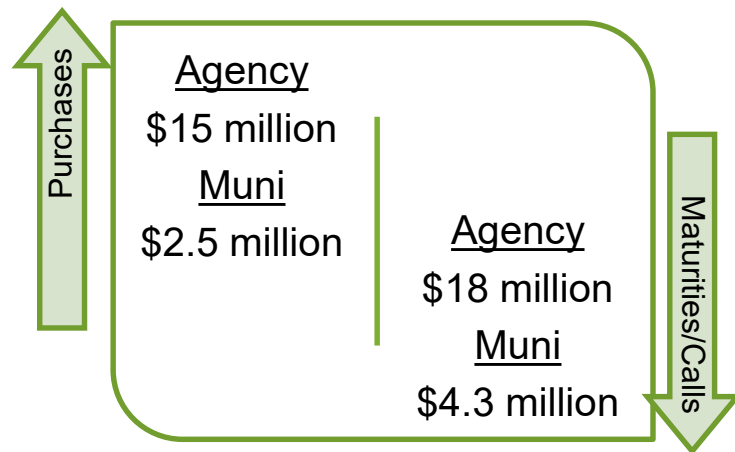 Purchases
Agency
$15 million
Muni
$2.5 million
Agency
$18 million
Muni
$4.3 million
Maturities/Calls